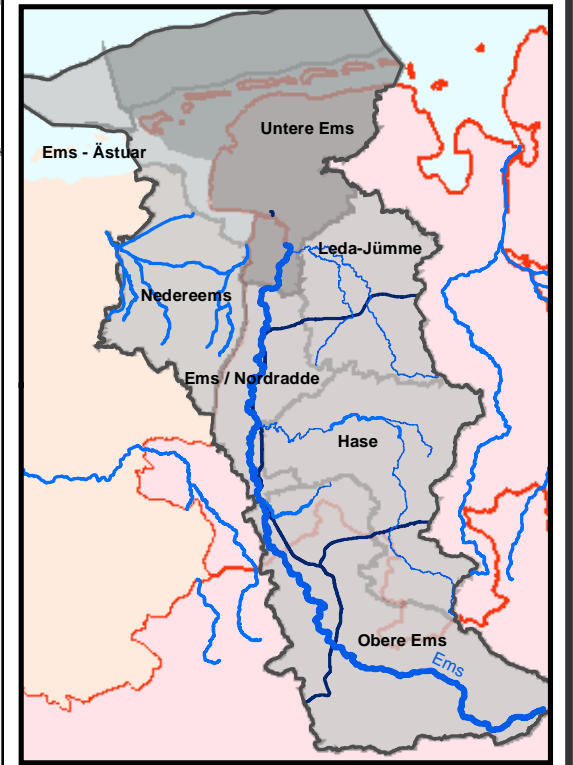 Untere Ems
Ems - Ästuar
Leda-Jümme
Nedereems
Ems / Nordradde
Hase
Obere Ems
Ems